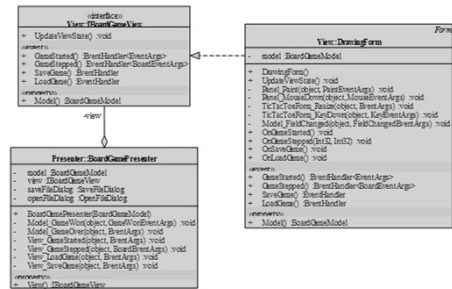 «interface»
View::IBoardGameView
+ UpdateViewState() :void
«event»
+ GameStarted() :EventHandler<EventArgs>
+ GameStepped() :EventHandler<BoardEventArgs>
+ SaveGame() :EventHandler
+ LoadGame() :EventHandler
«property»
+ Model() :BoardGameModel
-view
Presenter::BoardGamePresenter
- model :BoardGameModel
- view :IBoardGameView
- saveFileDialog :SaveFileDialog
- openFileDialog :OpenFileDialog
+ BoardGamePresenter(BoardGameModel)
- Model_GameWon(object, GameWonEventArgs) :void
- Model_GameOver(object, EventArgs) :void
- View_GameStarted(object, EventArgs) :void
- View_GameStepped(object, BoardEventArgs) :void
- View_LoadGame(object, EventArgs) :void
- View_SaveGame(object, EventArgs) :void
«property»
+ View() :IBoardGameView
Form
View::DrawingForm
- model :BoardGameModel
+ DrawingForm()
+ UpdateViewState() :void
- Panel_Paint(object, PaintEventArgs) :void
- Panel_MouseDown(object, MouseEventArgs) :void
- TicTacToeForm_Resize(object, EventArgs) :void
- TicTacToeForm_KeyDown(object, KeyEventArgs) :void
- Model_FieldChanged(object, FieldChangedEventArgs) :void
+ OnGameStarted() :void
+ OnGameStepped(Int32, Int32) :void
+ OnSaveGame() :void
+ OnLoadGame() :void
«event»
+ GameStarted() :EventHandler<EventArgs>
+ GameStepped() :EventHandler<BoardEventArgs>
+ SaveGame() :EventHandler
+ LoadGame() :EventHandler
«property»
+ Model() :BoardGameModel